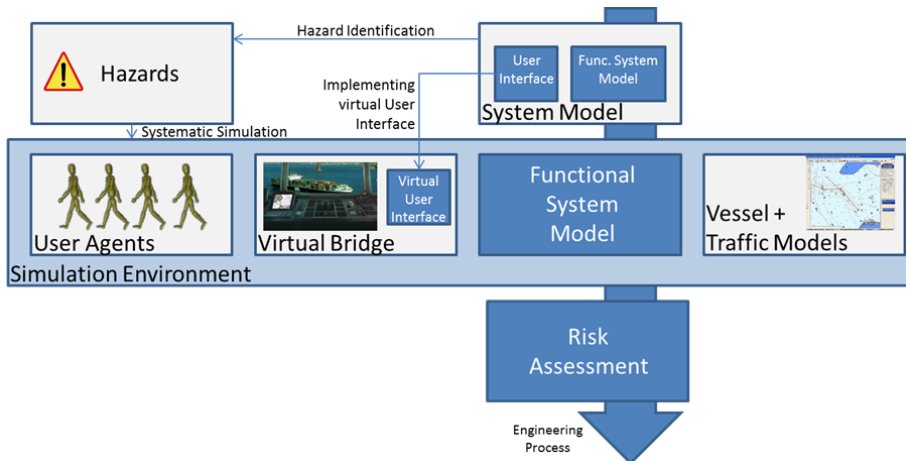 Hazard Identification
Hazards
User
Interface
Func. System
Model
System Model
Implementing
virtual User
Interface
Systematic Simulation
User Agents
Virtual
User
Interface
Virtual Bridge
Functional
System
Model
Vessel +
Traffic Models
Simulation Environment
Risk
Assessment
Engineering
Process